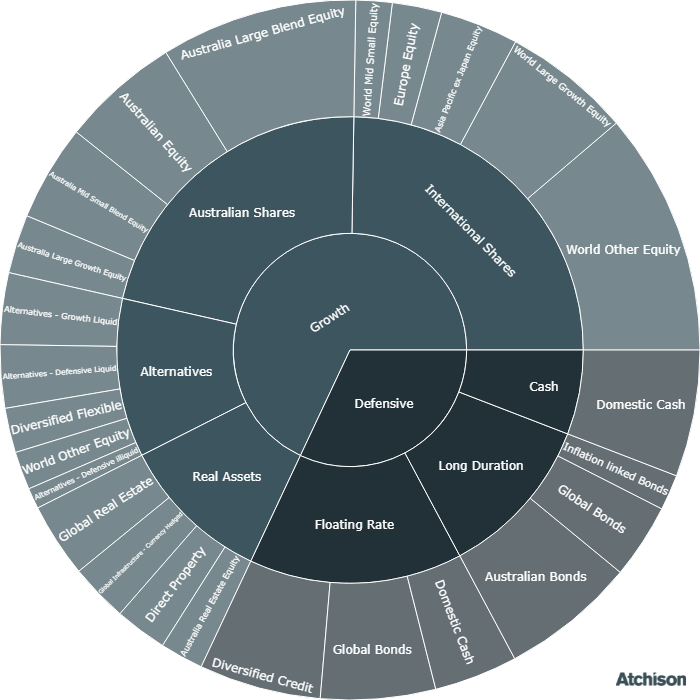 Australia Large Blend Equity
World Mid Small Equity
Europe Equity
Asia Pacific ex Japan Equity
World Large Growth Equity
Australian Equity
Australia Mid Small Blend Equity
Australian Shares
International Shares
World Other Equity
Australia Large Growth Equity
Alternatives - Growth Liquid
Growth
Alternatives - Defensive Liquid
Alternatives
Defensive
Cash
Domestic Cash
Diversified Flexible
World Other Equity
Alternatives - Defensive illiquid
Real Assets
Long Duration
Inflation linked Bonds
Global Real Estate
Floating Rate
Global Bonds
Global Infrastructure - Currency Hedged
Direct Property
Australia Real Estate Equity
Australian Bonds
Diversified Credit
Global Bonds
Domestic Cash
Atchison